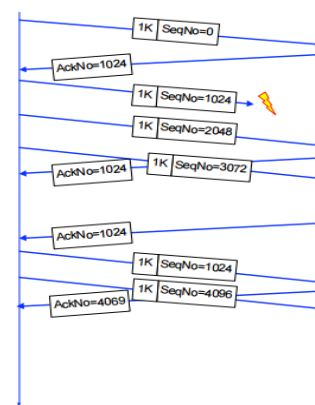 1K SeqNo=0
AckNo=1024
1K SeqNo=1024
1K SeqNo=2048
1K SeqNo=3072
AckNo=1024
AckNo=1024
1K SeqNo=1024
1K SeqNo=4096
AckNo=4069